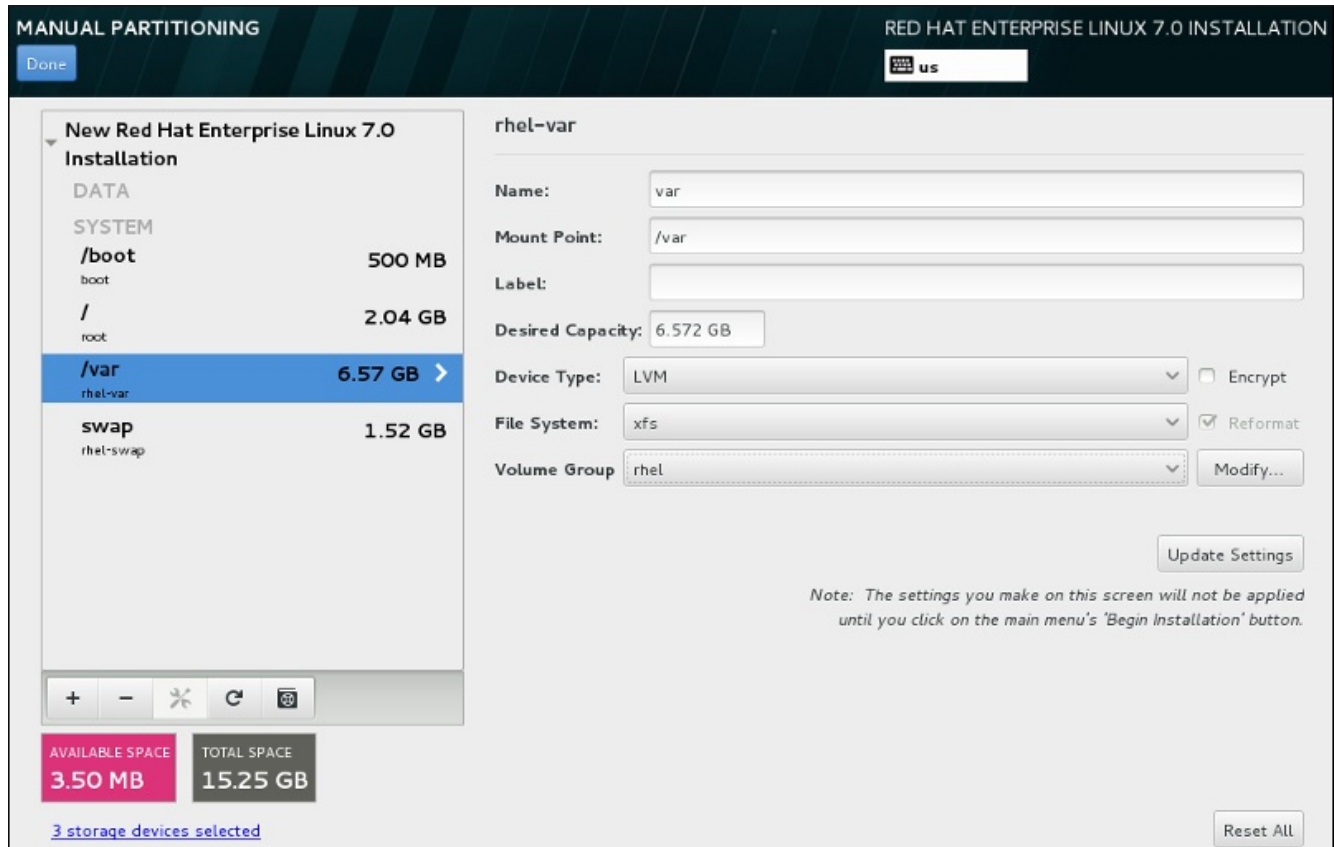 MANUAL PARTITIONING
RED HAT ENTERPRISE LINUX 7.0 INSTALLATION
Done
us
New Red Hat Enterprise Linux 7.0
Installation
DATA
SYSTEM
/boot
500 MB
boot
/
2.04 GB
root
/var
6.57 GB
rhel-var
swap
1.52 GB
rhel-swap
AVAILABLE SPACE
3.50 MB
TOTAL SPACE
15.25 GB
3 storage devices selected
rhel-var
Name: var
Mount Point: /var
Label:
Desired Capacity: 6.572 GB
Device Type: LVM Encrypt
File System: xfs Reformat
Volume Group rhel Modify...
Update Settings
Note: The settings you make on this screen will not be applied
until you click on the main menu's 'Begin Installation' button.
Reset All